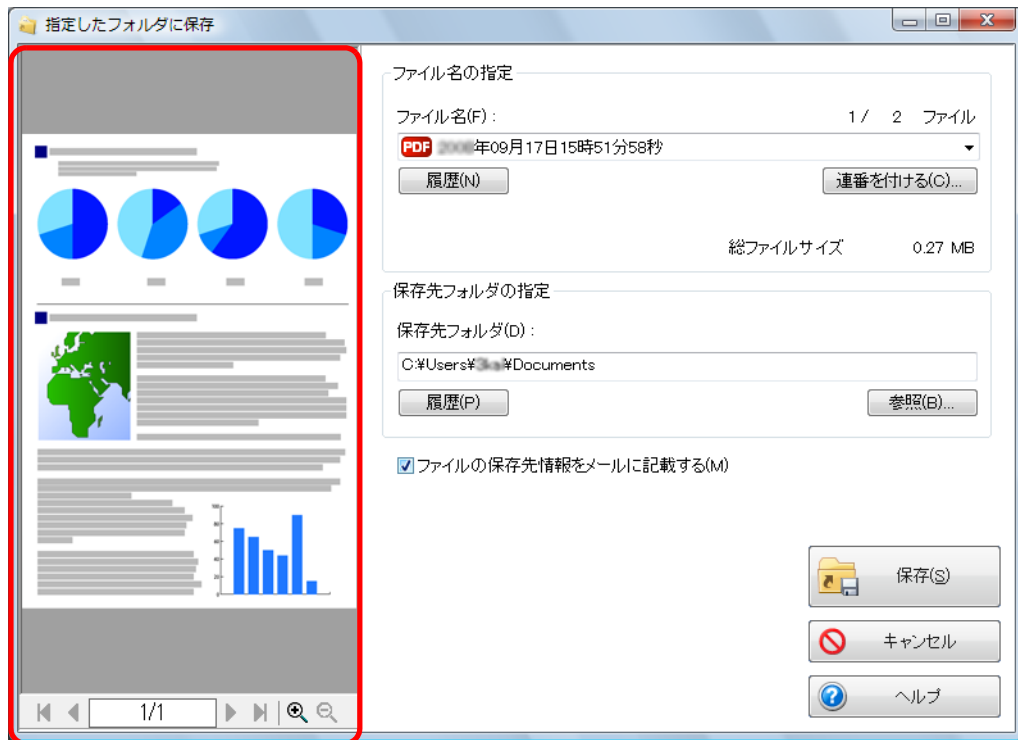 指定したフォルダに保存
ファイル名の指定
ファイル名(F):
1/ 2 ファイル
PDF 年09月17日15時51分58秒
履歴(N)
連番を付ける(C)...
総ファイルサイズ 0.27 MB
保存先フォルダの指定
保存先フォルダ(D):
C:¥Users¥ ¥Documents
履歴(P)
参照(B)...
ファイルの保存先情報をメールに記載する(M)
保存(S)
キャンセル
ヘルプ
1/1